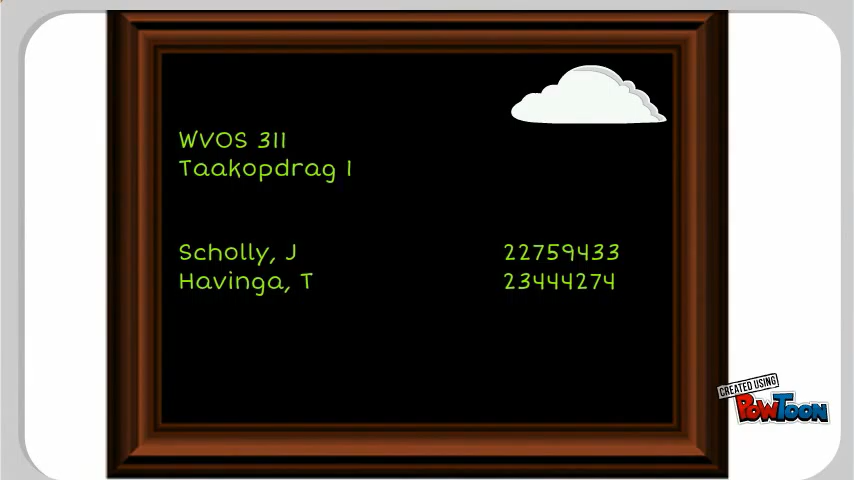 WVOS 311
Taakopdrag 1
Scholly, J 22759433
Havinga, T 23444274
CREATED USING
POWTOON